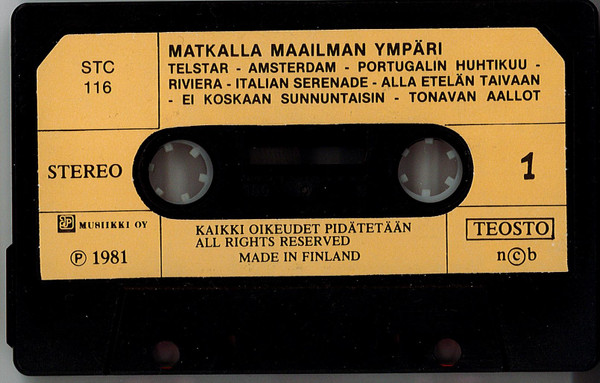 MATKALLA MAAILMAN YMPÄRI
STC
116
TELSTAR - AMSTERDAM - PORTUGALIN HUHTIKUU -
RIVIERA - ITALIAN SERENADE - ALLA ETELÄN TAIVAAN
- EI KOSKAAN SUNNUNTAISIN - TONAVAN AALLOT
STEREO
1
MUSIIKKI OY
℗ 1981
KAIKKI OIKEUDET PIDÄTETÄÄN
ALL RIGHTS RESERVED
MADE IN FINLAND
TEOSTO
n©b